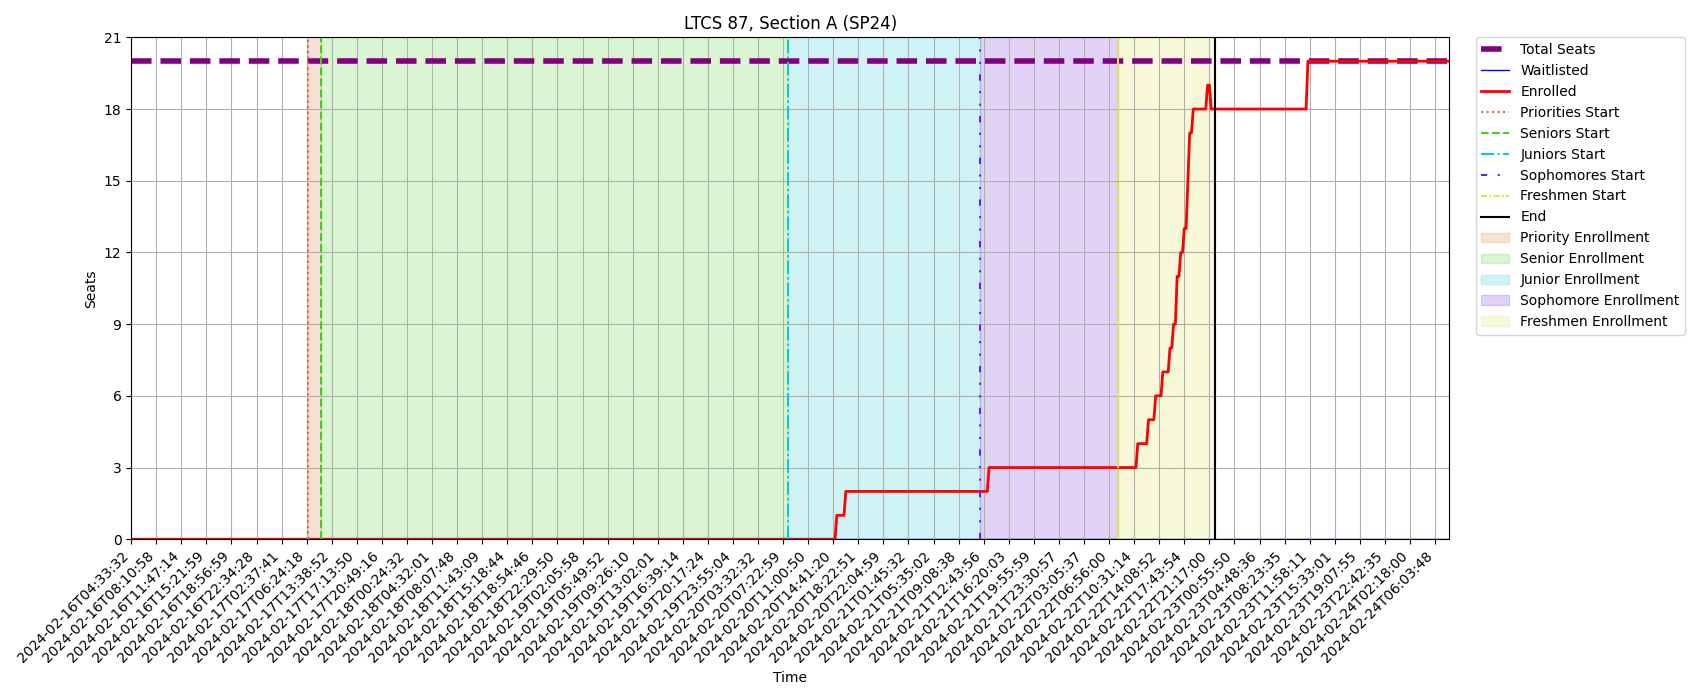 LTCS 87, Section A (SP24)
21
18
15
12
9
6
3
0
Seats
2024-02-16T04:33:32
2024-02-16T08:10:58
2024-02-16T11:47:14
2024-02-16T15:21:59
2024-02-16T18:56:59
2024-02-16T22:34:28
2024-02-17T02:37:41
2024-02-17T06:24:18
2024-02-17T13:38:52
2024-02-17T17:13:50
2024-02-17T20:49:16
2024-02-18T00:24:32
2024-02-18T04:32:01
2024-02-18T08:07:48
2024-02-18T11:43:09
2024-02-18T15:18:44
2024-02-18T18:54:46
2024-02-18T22:29:50
2024-02-19T02:05:58
2024-02-19T05:49:52
2024-02-19T09:26:10
2024-02-19T13:02:01
2024-02-19T16:39:14
2024-02-19T20:17:24
2024-02-19T23:55:04
2024-02-20T03:32:32
2024-02-20T07:22:59
2024-02-20T11:00:50
2024-02-20T14:41:20
2024-02-20T18:22:51
2024-02-20T22:04:59
2024-02-21T01:45:32
2024-02-21T05:35:02
2024-02-21T09:08:38
2024-02-21T12:43:56
2024-02-21T16:20:03
2024-02-21T19:55:59
2024-02-21T23:30:57
2024-02-22T03:05:37
2024-02-22T06:56:00
2024-02-22T10:31:14
2024-02-22T14:08:52
2024-02-22T17:43:54
2024-02-22T21:17:00
2024-02-23T00:55:50
2024-02-23T04:48:36
2024-02-23T08:23:35
2024-02-23T11:58:11
2024-02-23T15:33:01
2024-02-23T19:07:55
2024-02-23T22:42:35
2024-02-24T02:18:00
2024-02-24T06:03:48
Time
Total Seats
Waitlisted
Enrolled
Priorities Start
Seniors Start
Juniors Start
Sophomores Start
Freshmen Start
End
Priority Enrollment
Senior Enrollment
Junior Enrollment
Sophomore Enrollment
Freshmen Enrollment